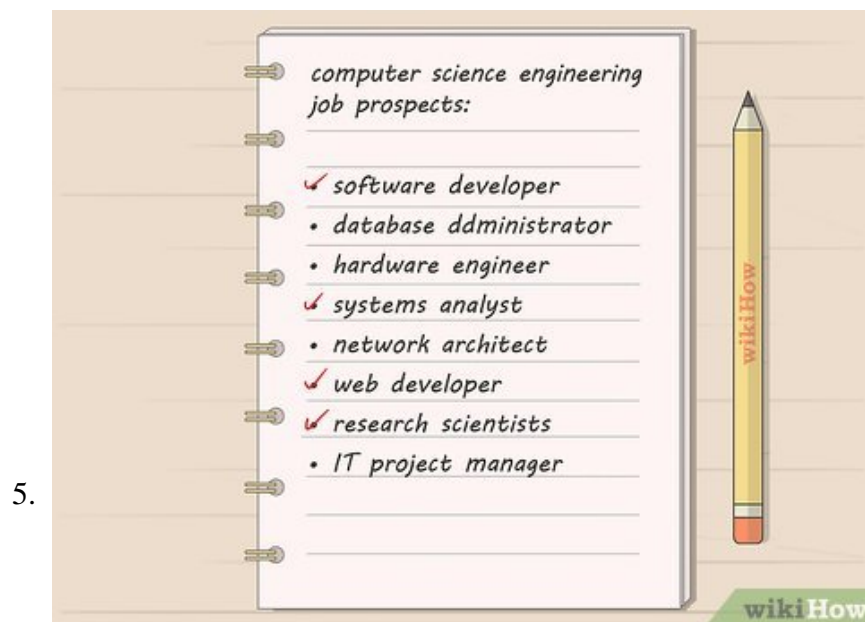 computer science engineering
job prospects:
software developer
• database ddministrator
• hardware engineer
systems analyst
• network architect
web developer
research scientists
• IT project manager
5.
wikiHow
wikiHow